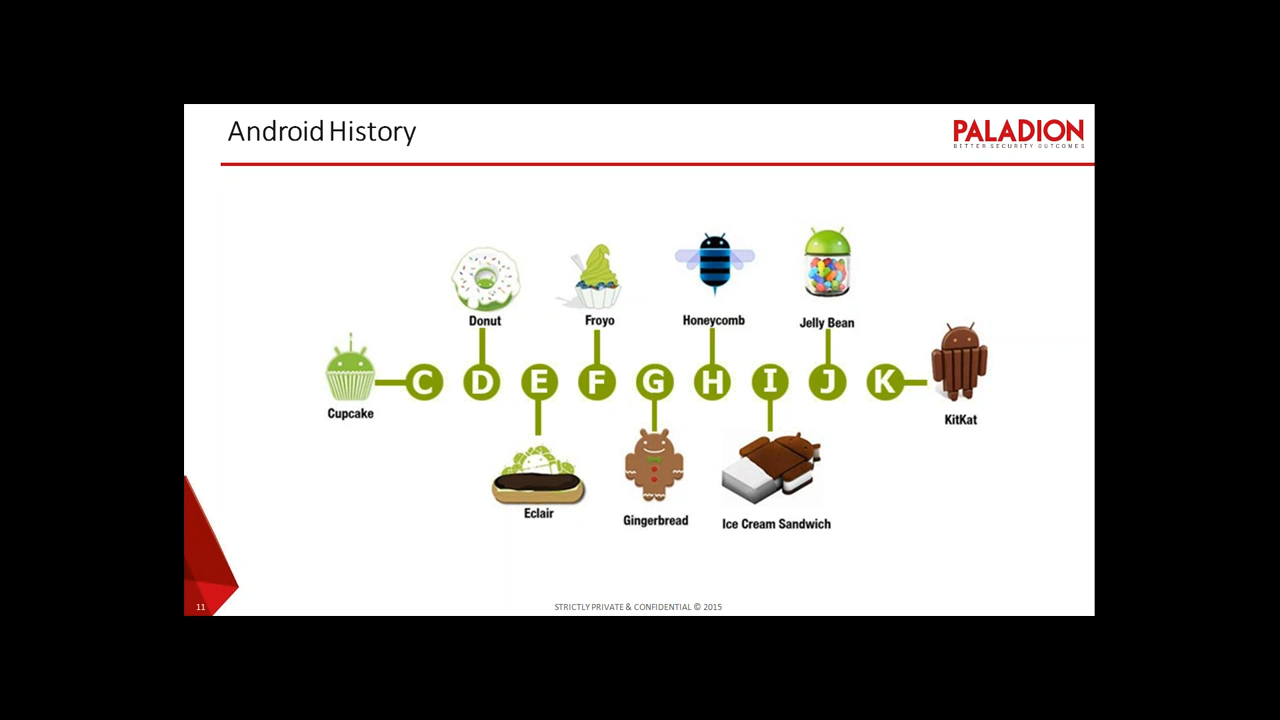 Android History
PALADION
BETTER SECURITY OUTCOMES
Donut
Froyo
Honeycomb
Jelly Bean
C D E F G H I J K
Cupcake
KitKat
Eclair
Gingerbread
Ice Cream Sandwich
11
STRICTLY PRIVATE & CONFIDENTIAL © 2015